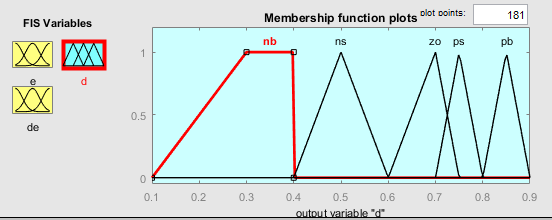 FIS Variables
Membership function plots plot points: 181
nb ns zo ps pb
e d
de
1
0.5
0
0.1 0.2 0.3 0.4 0.5 0.6 0.7 0.8 0.9
output variable "d"